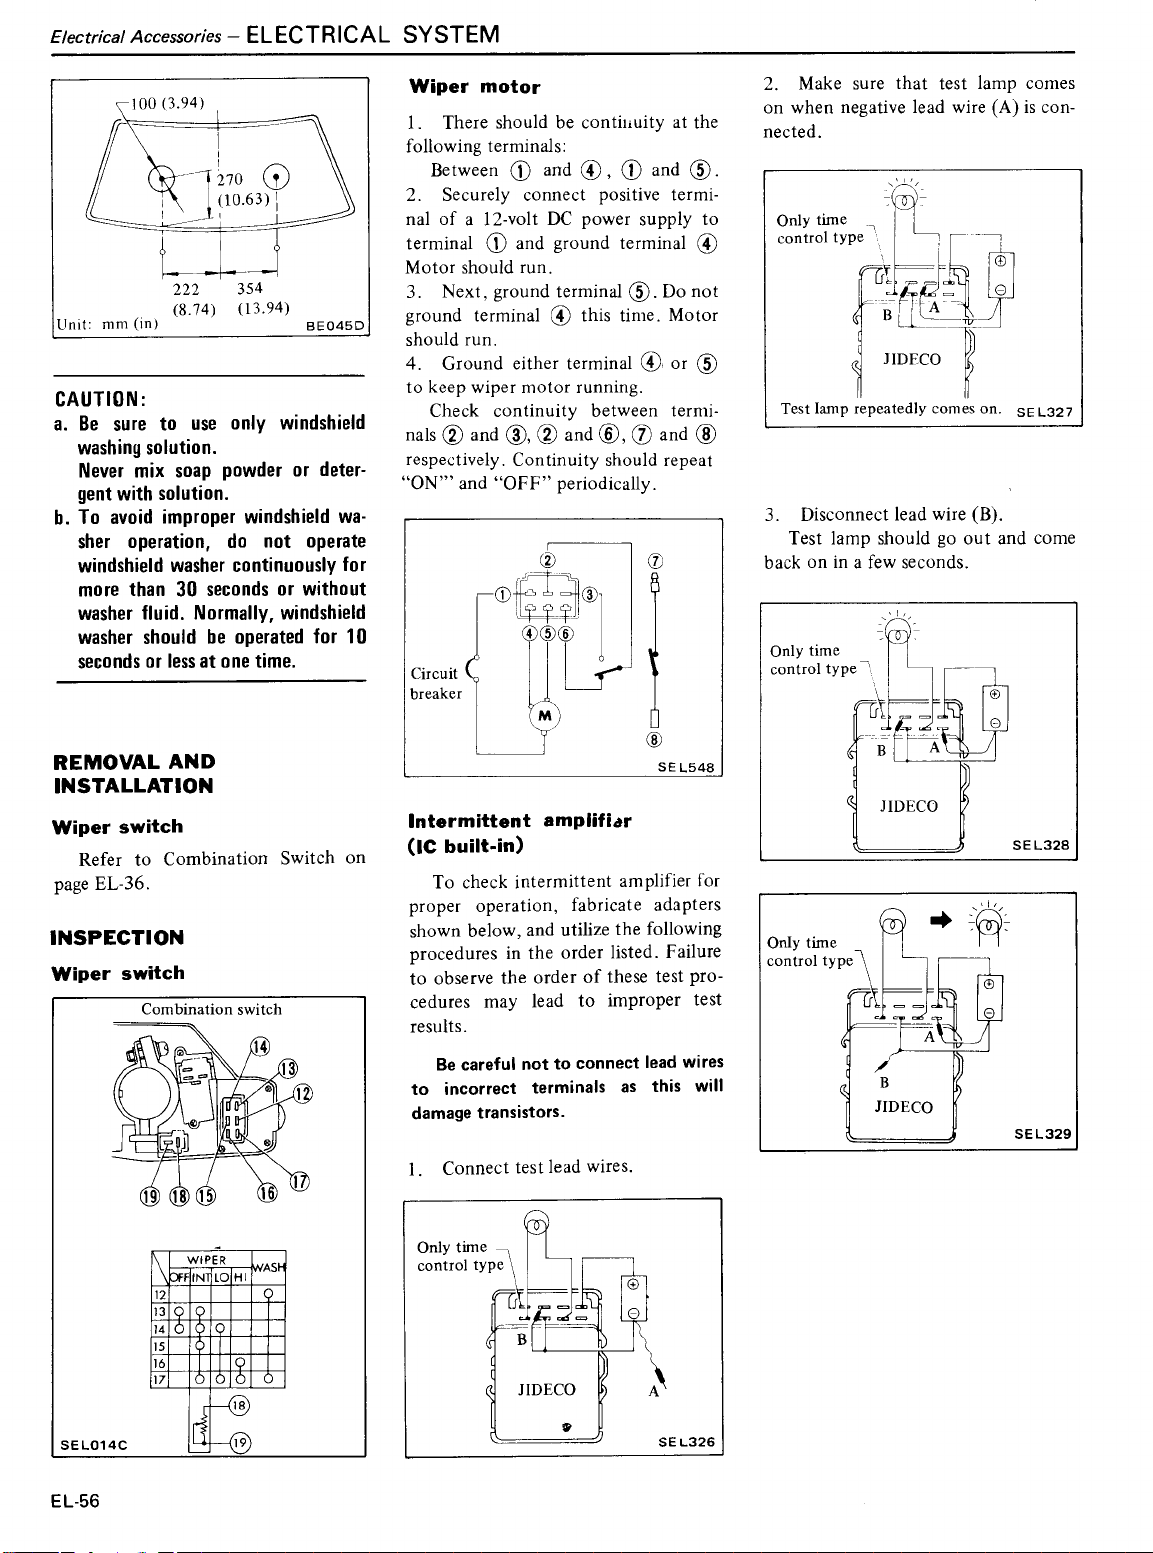 Electrical Accessories – ELECTRICAL SYSTEM
100 (3.94)
270
(10.63)
222 354
(8.74) (13.94)
Unit: mm (in) BE045D
CAUTION:
a. Be sure to use only windshield
washing solution.
Never mix soap powder or deter-
gent with solution.
b. To avoid improper windshield wa-
sher operation, do not operate
windshield washer continuously for
more than 30 seconds or without
washer fluid. Normally, windshield
washer should be operated for 10
seconds or less at one time.
REMOVAL AND
INSTALLATION
Wiper switch
Refer to Combination Switch on
page EL-36.
INSPECTION
Wiper switch
Combination switch
⑭
⑬
⑫
⑲ ⑱ ⑮ ⑯ ⑰
WIPER WASH
OFF INT LO HI
12
13
14
15
16
17
⑱
⑲
SEL014C
Wiper motor
1. There should be continuity at the
following terminals:
Between ① and ④, ① and ⑤.
2. Securely connect positive termi-
nal of a 12-volt DC power supply to
terminal ① and ground terminal ④
Motor should run.
3. Next, ground terminal ⑤. Do not
ground terminal ④ this time. Motor
should run.
4. Ground either terminal ④ or ⑤
to keep wiper motor running.
Check continuity between termi-
nals ② and ③, ② and ⑥, ⑦ and ⑧
respectively. Continuity should repeat
“ON”’ and “OFF” periodically.
② ⑦
① ③
④ ⑤ ⑥
Circuit
breaker
M
⑧
SEL548
Intermittent amplifier
(IC built-in)
To check intermittent amplifier for
proper operation, fabricate adapters
shown below, and utilize the following
procedures in the order listed. Failure
to observe the order of these test pro-
cedures may lead to improper test
results.
Be careful not to connect lead wires
to incorrect terminals as this will
damage transistors.
1. Connect test lead wires.
Only time
control type
⊕
⊖
B
JIDECO A
SEL326
2. Make sure that test lamp comes
on when negative lead wire (A) is con-
nected.
Only time
control type
⊕
⊖
B A
JIDECO
Test lamp repeatedly comes on. SEL327
3. Disconnect lead wire (B).
Test lamp should go out and come
back on in a few seconds.
Only time
control type
⊕
⊖
B A
JIDECO
SEL328
Only time
control type
⊕
⊖
A
B
JIDECO
SEL329
EL-56